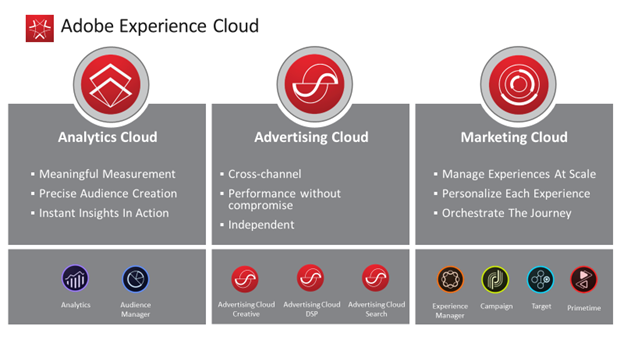 Adobe Experience Cloud
Analytics Cloud
▪ Meaningful Measurement
▪ Precise Audience Creation
▪ Instant Insights In Action
Analytics
Audience
Manager
Advertising Cloud
▪ Cross-channel
▪ Performance without
compromise
▪ Independent
Advertising Cloud
Creative
Advertising Cloud
DSP
Advertising Cloud
Search
Marketing Cloud
▪ Manage Experiences At Scale
▪ Personalize Each Experience
▪ Orchestrate The Journey
Experience
Manager
Campaign
Target
Primetime